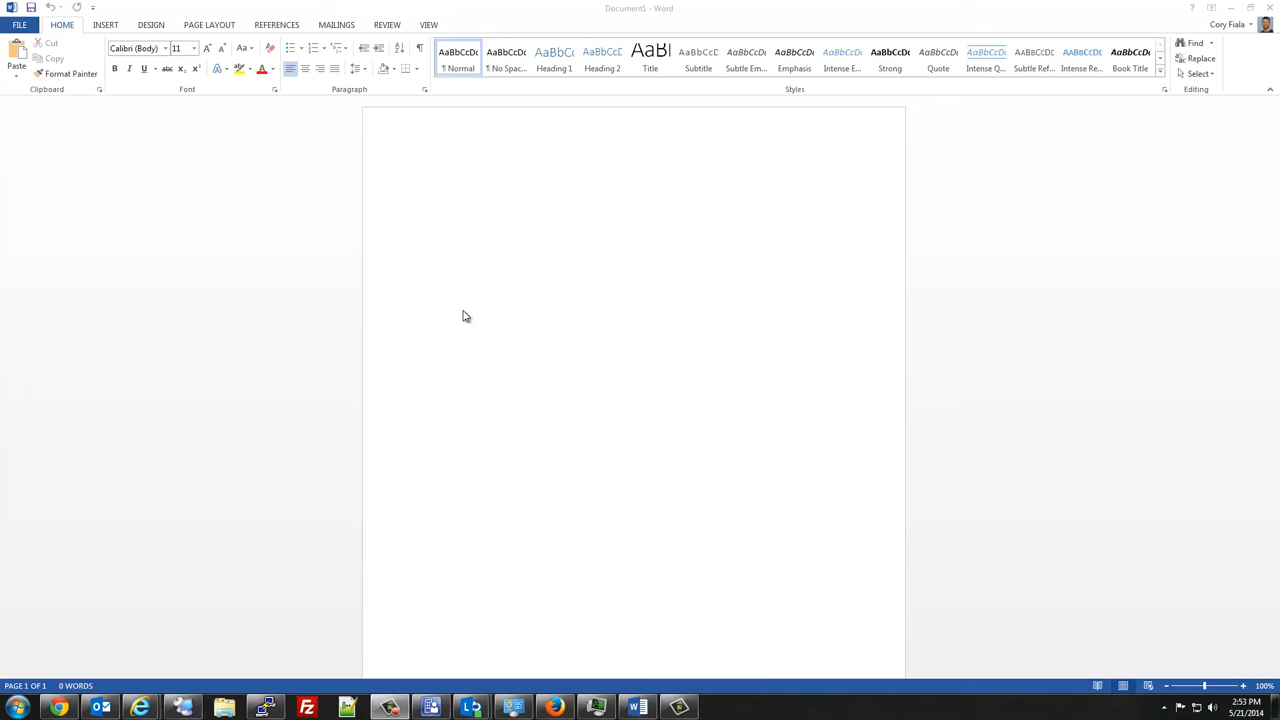 Document1 - Word
FILE HOME INSERT DESIGN PAGE LAYOUT REFERENCES MAILINGS REVIEW VIEW Cory Fiala
Paste
Cut
Copy
Format Painter
Clipboard
Calibri (Body) 11
Font
Paragraph
AaBbCcDc AaBbCcDc AaBbC( AaBbCcD AaB| AaBbCcD AaBbCcDc AaBbCcDc AaBbCcDc AaBbCcDc AaBbCcDc AaBbCcDc AaBbCcDc AaBbCcDc AaBbCcDc
¶ Normal ¶ No Spac... Heading 1 Heading 2 Title Subtitle Subtle Em... Emphasis Intense E... Strong Quote Intense Q... Subtle Ref... Intense Re... Book Title
Styles
Find
Replace
Select
Editing
PAGE 1 OF 1 0 WORDS 100%
2:53 PM
5/21/2014